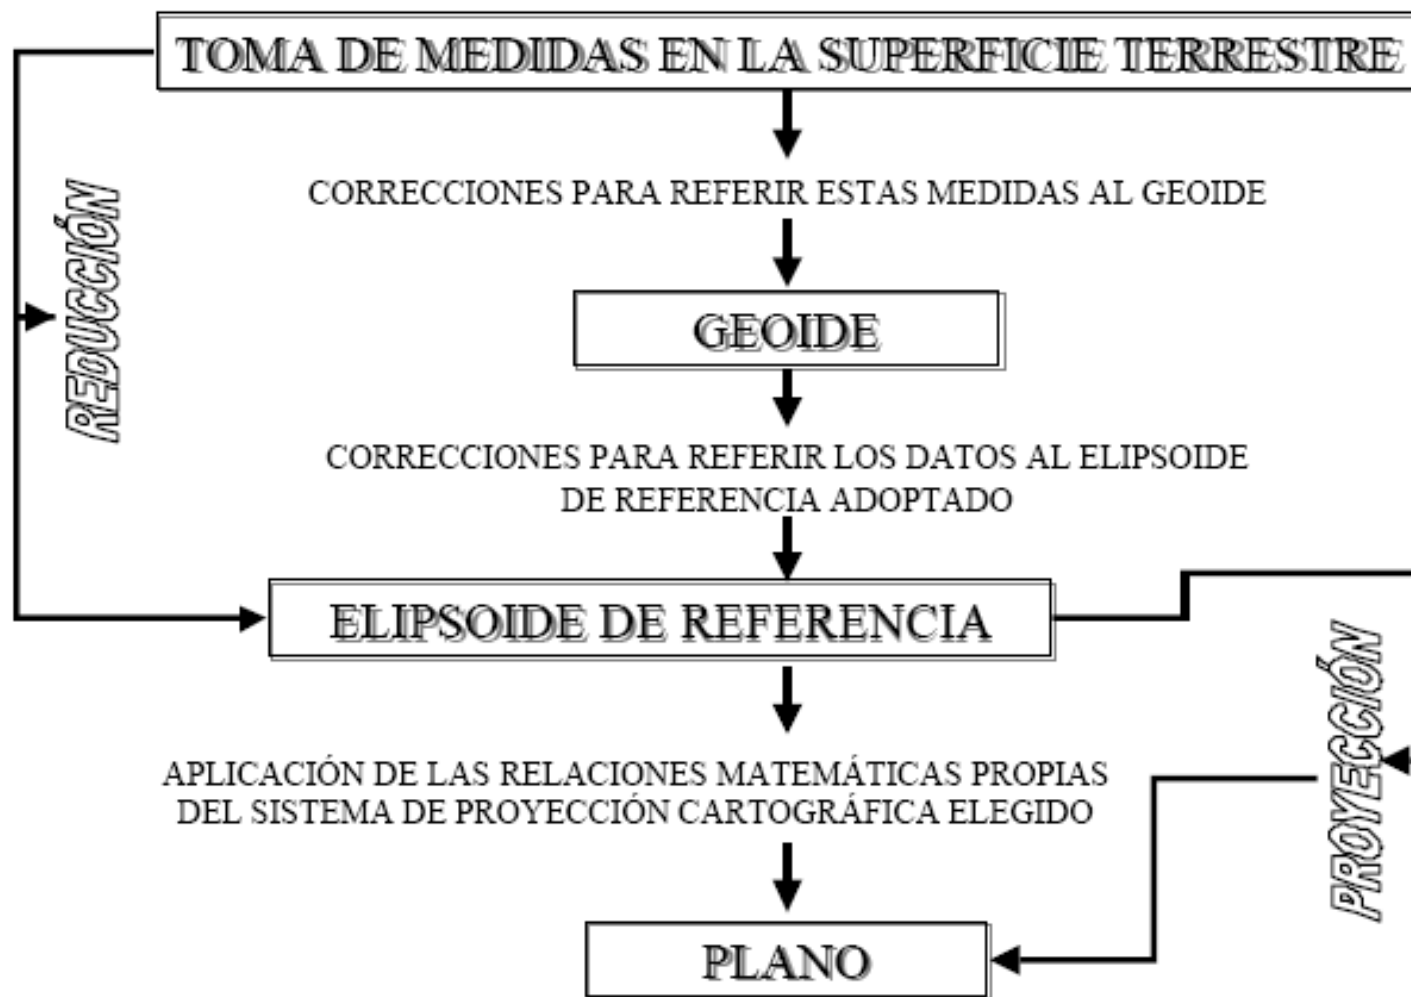 TOMA DE MEDIDAS EN LA SUPERFICIE TERRESTRE
CORRECCIONES PARA REFERIR ESTAS MEDIDAS AL GEOIDE
REDUCCIÓN
GEOIDE
CORRECCIONES PARA REFERIR LOS DATOS AL ELIPSOIDE
DE REFERENCIA ADOPTADO
ELIPSOIDE DE REFERENCIA
PROYECCIÓN
APLICACIÓN DE LAS RELACIONES MATEMÁTICAS PROPIAS
DEL SISTEMA DE PROYECCIÓN CARTOGRÁFICA ELEGIDO
PLANO